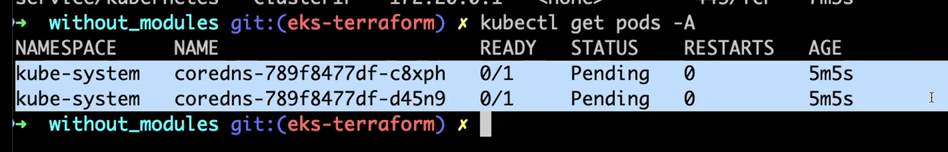 ➜ without_modules git:(eks-terraform) ✗ kubectl get pods -A
NAMESPACE NAME READY STATUS RESTARTS AGE
kube-system coredns-789f8477df-c8xph 0/1 Pending 0 5m5s
kube-system coredns-789f8477df-d45n9 0/1 Pending 0 5m5s
➜ without_modules git:(eks-terraform) ✗